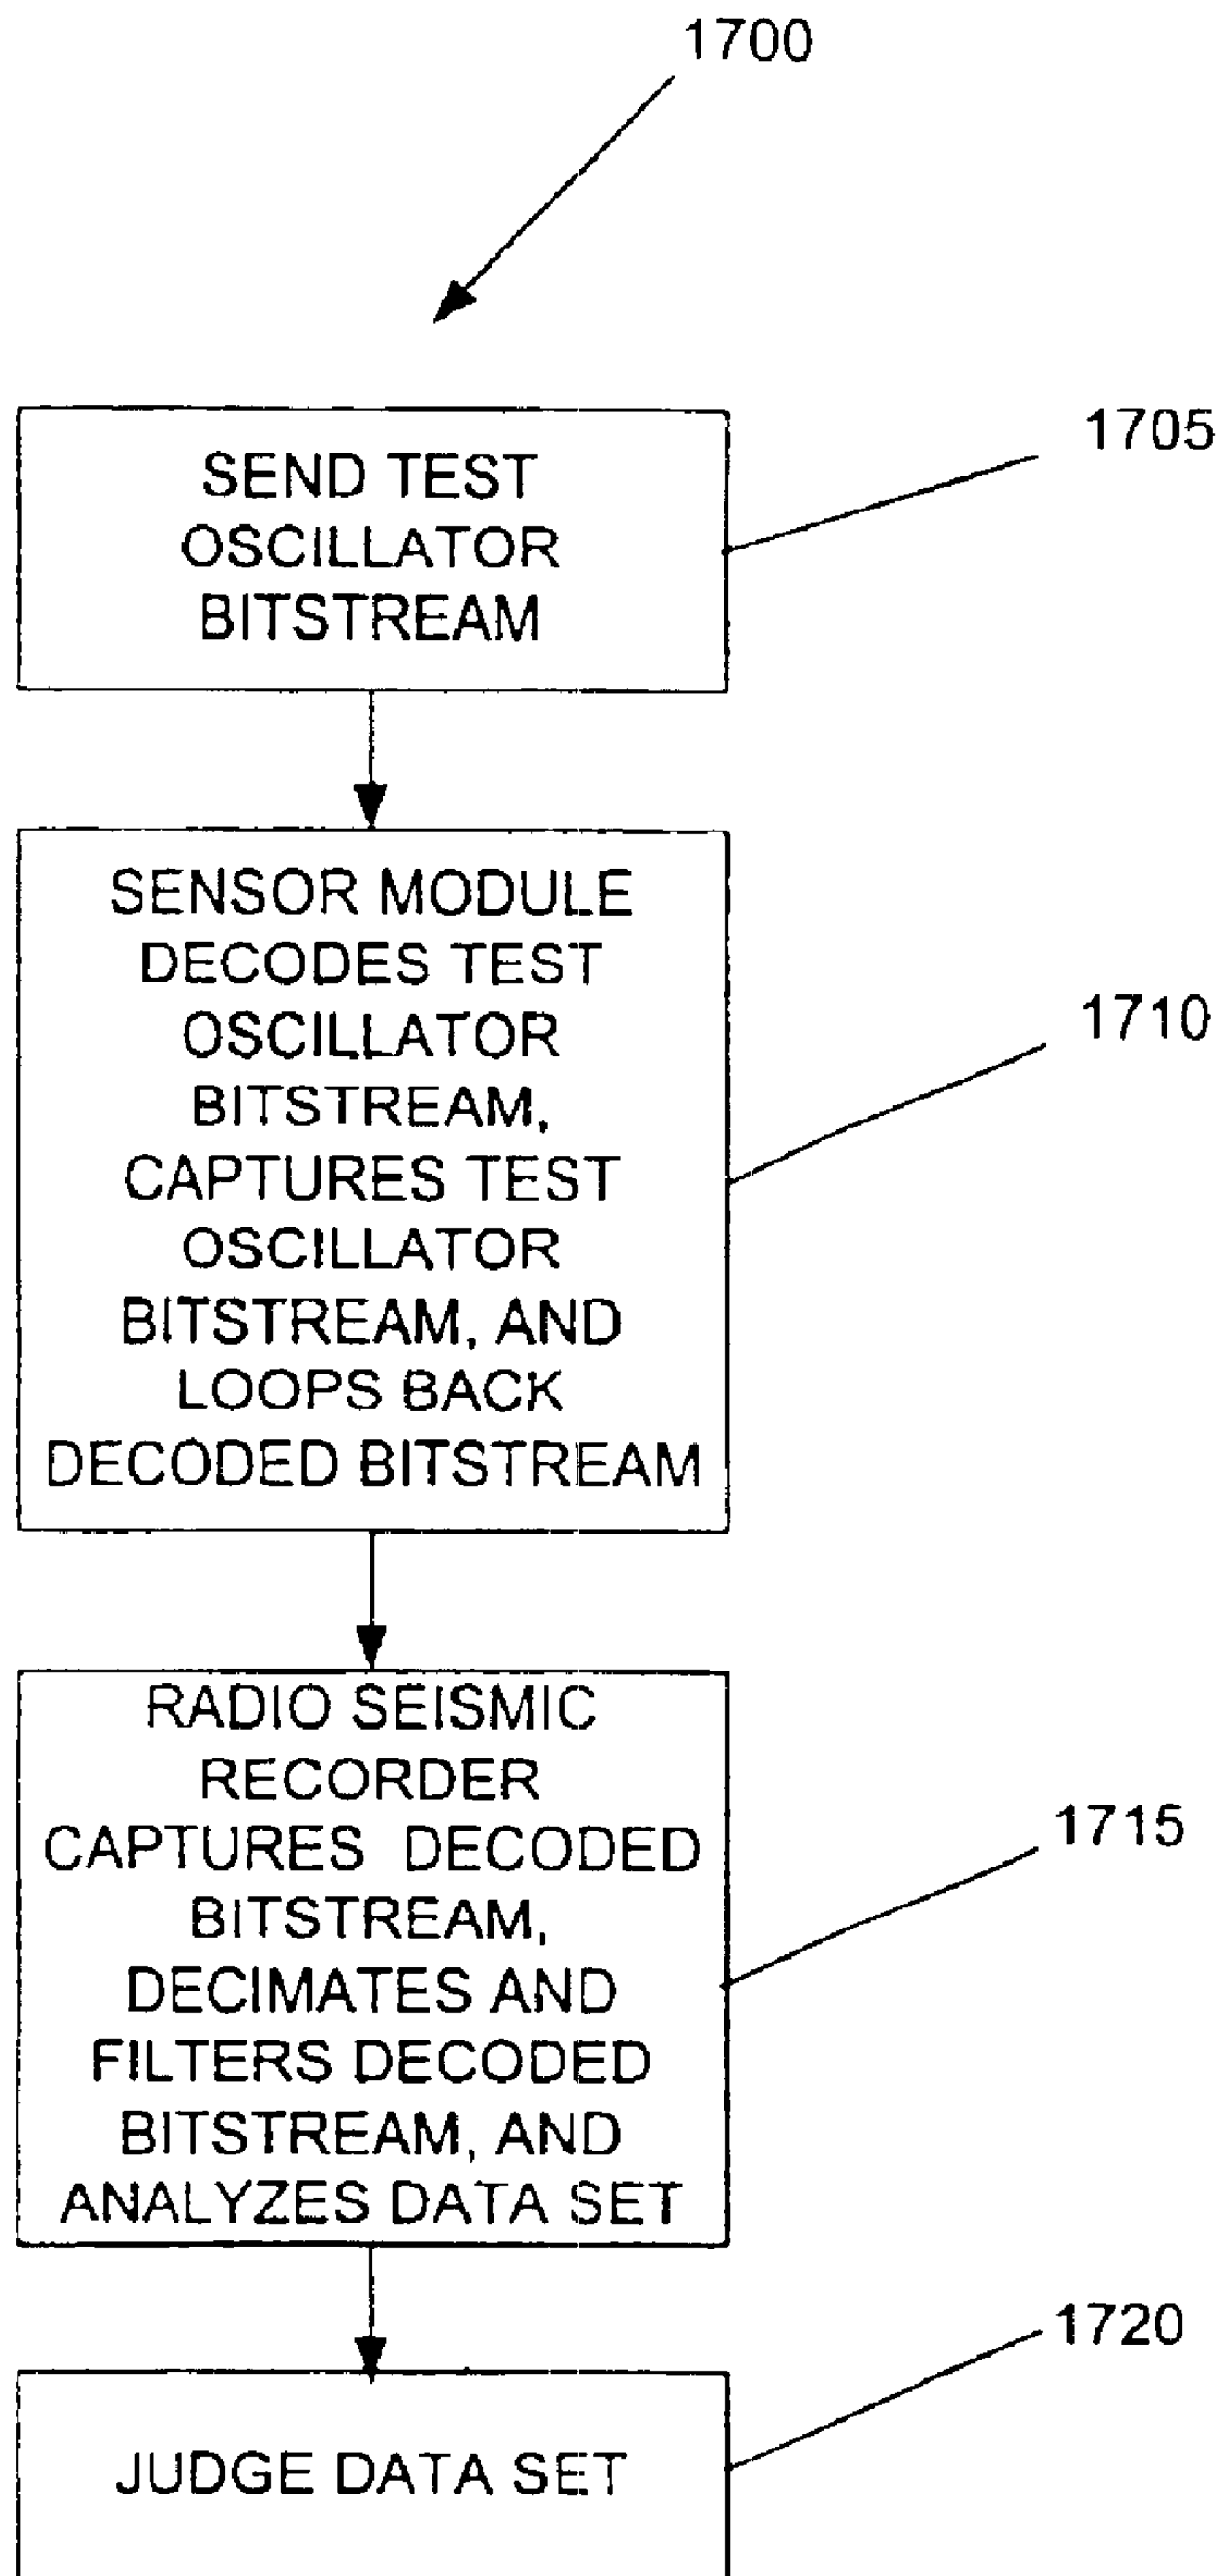 1700
SEND TEST
OSCILLATOR
BITSTREAM
1705
SENSOR MODULE
DECODES TEST
OSCILLATOR
BITSTREAM,
CAPTURES TEST
OSCILLATOR
BITSTREAM, AND
LOOPS BACK
DECODED BITSTREAM
1710
RADIO SEISMIC
RECORDER
CAPTURES DECODED
BITSTREAM,
DECIMATES AND
FILTERS DECODED
BITSTREAM, AND
ANALYZES DATA SET
1715
JUDGE DATA SET
1720